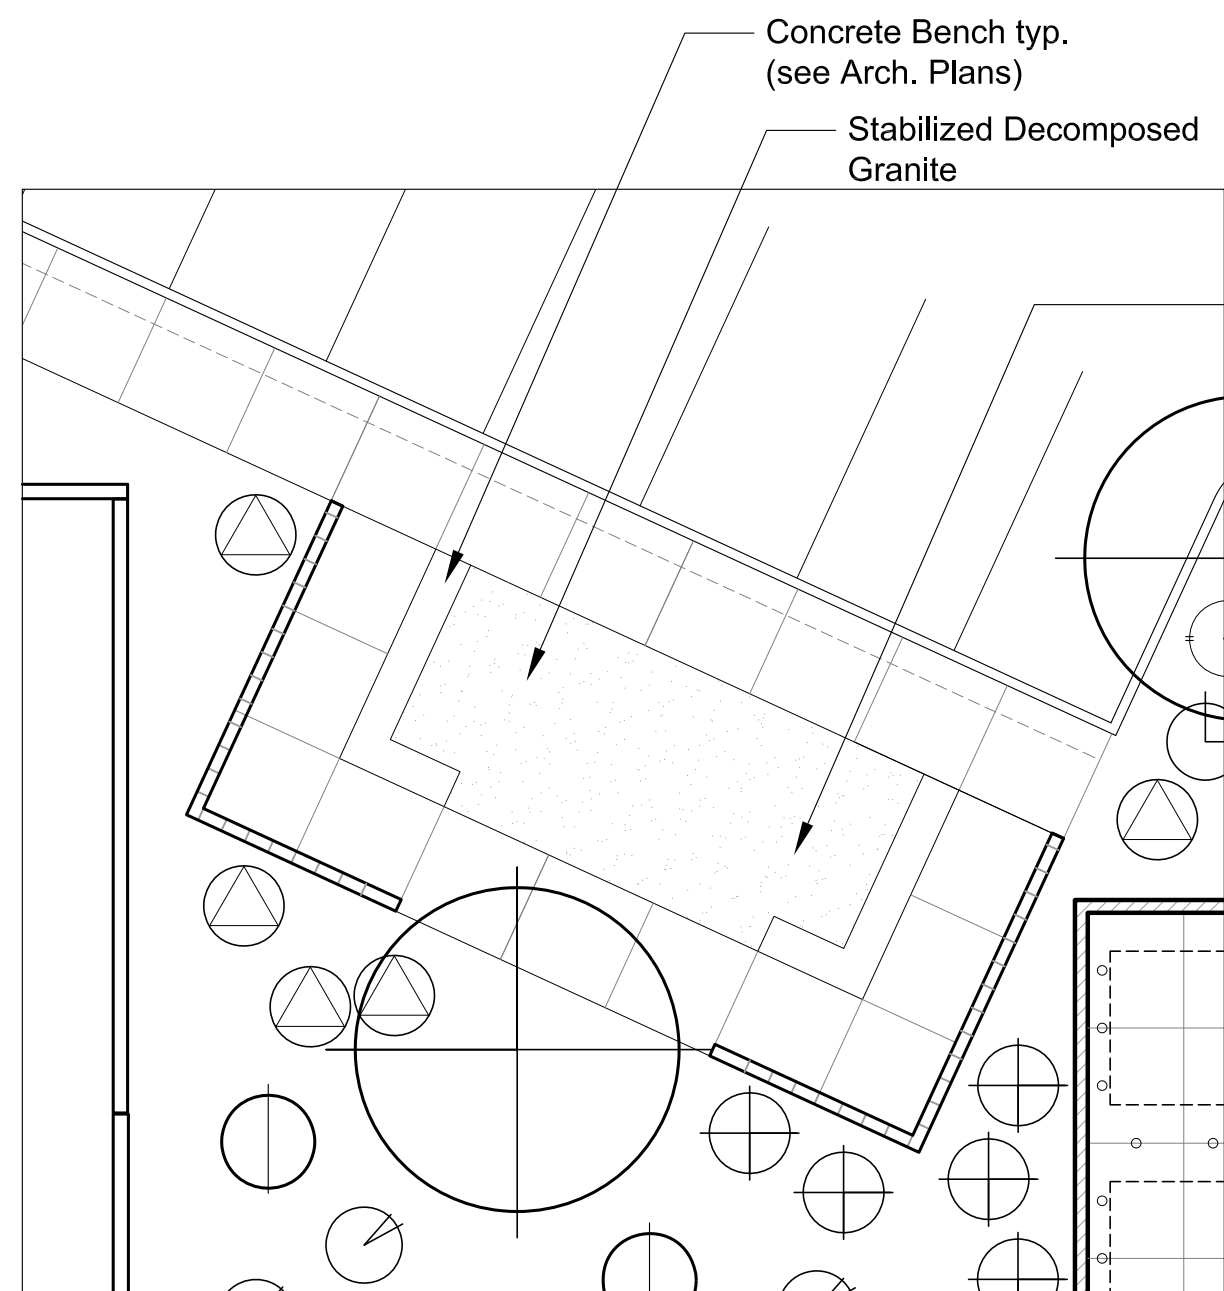 Concrete Bench typ.
(see Arch. Plans)
Stabilized Decomposed
Granite